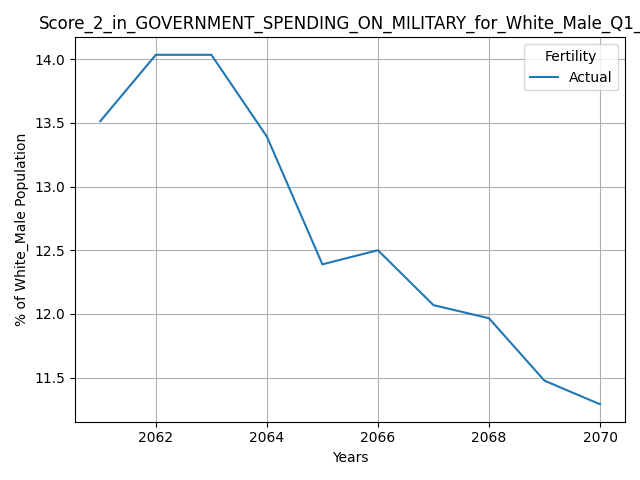 Score_2_in_GOVERNMENT_SPENDING_ON_MILITARY_for_White_Male_Q1_
Fertility
Actual
14.0
13.5
13.0
12.5
12.0
11.5
% of White_Male Population
2062 2064 2066 2068 2070
Years